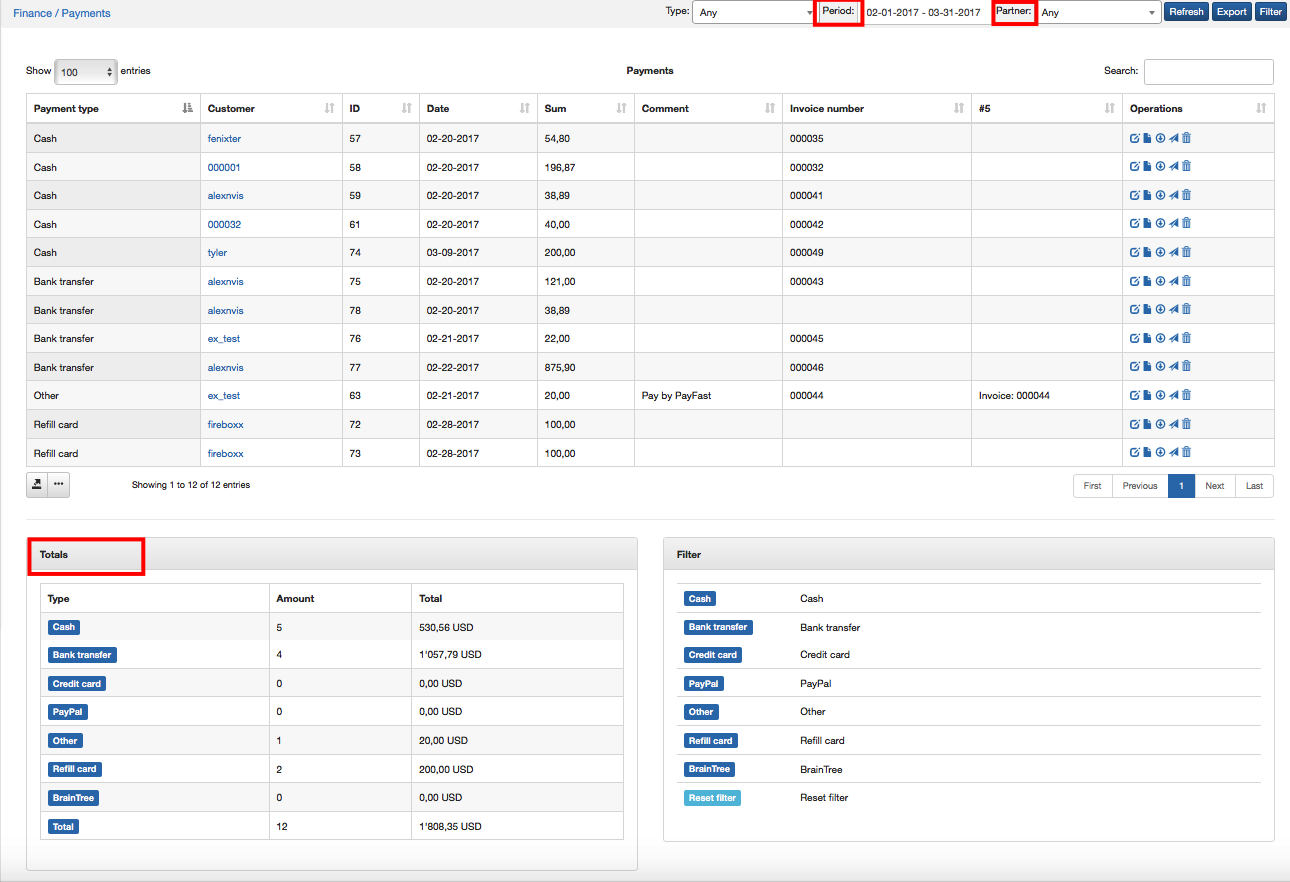 Finance / Payments Type: Any Period: 02-01-2017 - 03-31-2017 Partner: Any Refresh Export Filter
Show 100 entries Payments Search:
Payment type Customer ID Date Sum Comment Invoice number #5 Operations
Cash fenixter 57 02-20-2017 54,80 000035
Cash 000001 58 02-20-2017 196,87 000032
Cash alexnvis 59 02-20-2017 38,89 000041
Cash 000032 61 02-20-2017 40,00 000042
Cash tyler 74 03-09-2017 200,00 000049
Bank transfer alexnvis 75 02-20-2017 121,00 000043
Bank transfer alexnvis 78 02-20-2017 38,89
Bank transfer ex_test 76 02-21-2017 22,00 000045
Bank transfer alexnvis 77 02-22-2017 875,90 000046
Other ex_test 63 02-21-2017 20,00 Pay by PayFast 000044 Invoice: 000044
Refill card fireboxx 72 02-28-2017 100,00
Refill card fireboxx 73 02-28-2017 100,00
Showing 1 to 12 of 12 entries First Previous 1 Next Last
Totals
Type Amount Total
Cash 5 530,56 USD
Bank transfer 4 1'057,79 USD
Credit card 0 0,00 USD
PayPal 0 0,00 USD
Other 1 20,00 USD
Refill card 2 200,00 USD
BrainTree 0 0,00 USD
Total 12 1'808,35 USD
Filter
Cash Cash
Bank transfer Bank transfer
Credit card Credit card
PayPal PayPal
Other Other
Refill card Refill card
BrainTree BrainTree
Reset filter Reset filter